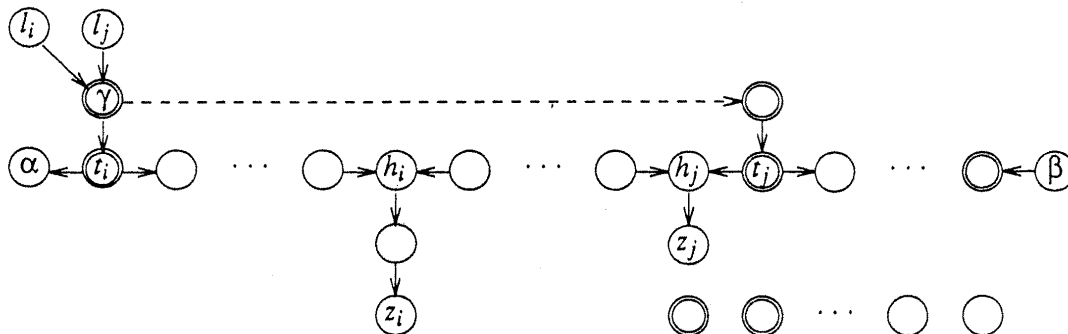 l_i l_j
γ
α t_i ... h_i ... h_j t_j ... β
z_j
z_i ...